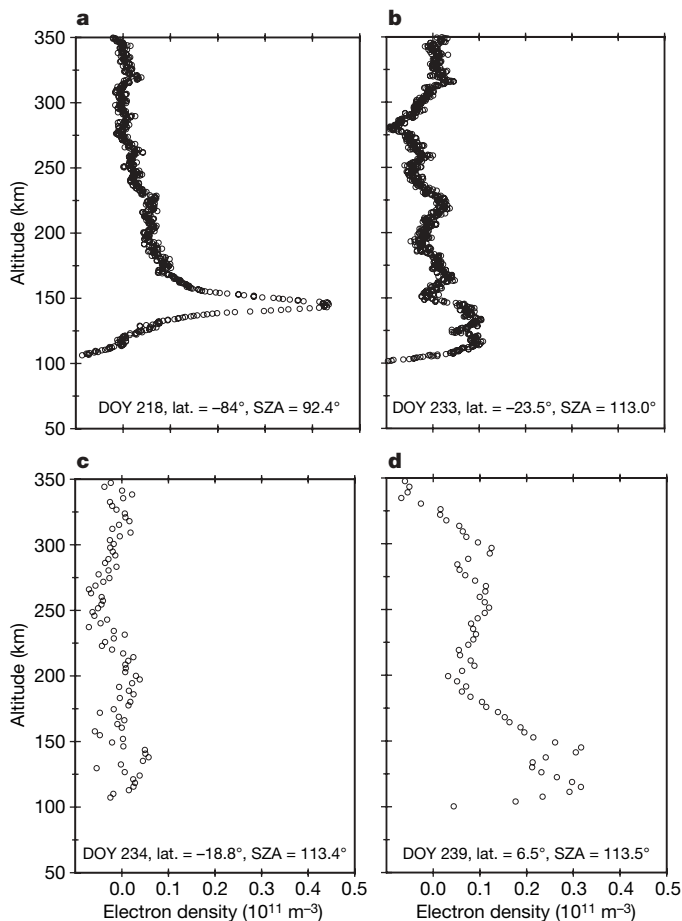 a
b
350
300
250
200
150
100
50
Altitude (km)
DOY 218, lat. = –84°, SZA = 92.4°
DOY 233, lat. = –23.5°, SZA = 113.0°
c
d
350
300
250
200
150
100
50
Altitude (km)
DOY 234, lat. = –18.8°, SZA = 113.4°
DOY 239, lat. = 6.5°, SZA = 113.5°
0.0 0.1 0.2 0.3 0.4 0.5
0.0 0.1 0.2 0.3 0.4 0.5
Electron density (10¹¹ m⁻³)
Electron density (10¹¹ m⁻³)